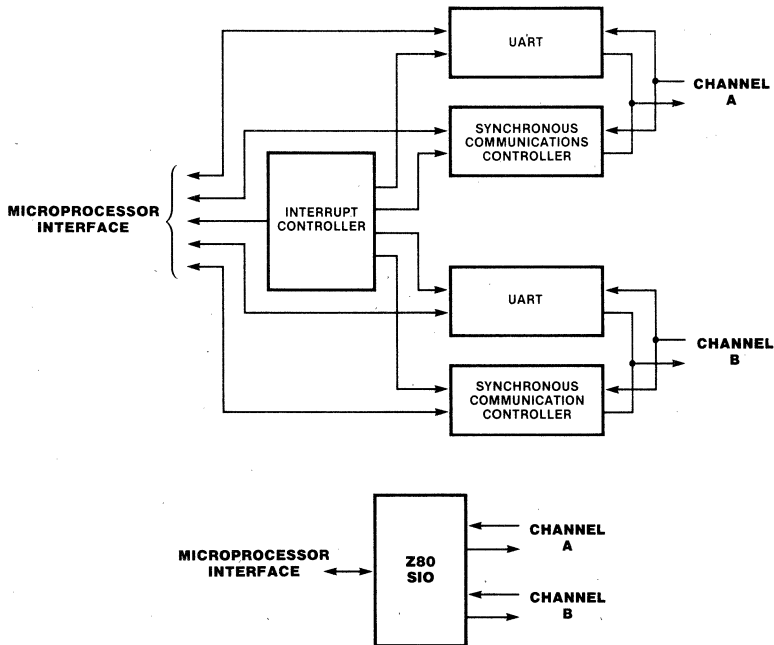 UART
CHANNEL
A
SYNCHRONOUS
COMMUNICATIONS
CONTROLLER
MICROPROCESSOR
INTERFACE
INTERRUPT
CONTROLLER
UART
CHANNEL
B
SYNCHRONOUS
COMMUNICATION
CONTROLLER
MICROPROCESSOR
INTERFACE
Z80
SIO
CHANNEL
A
CHANNEL
B